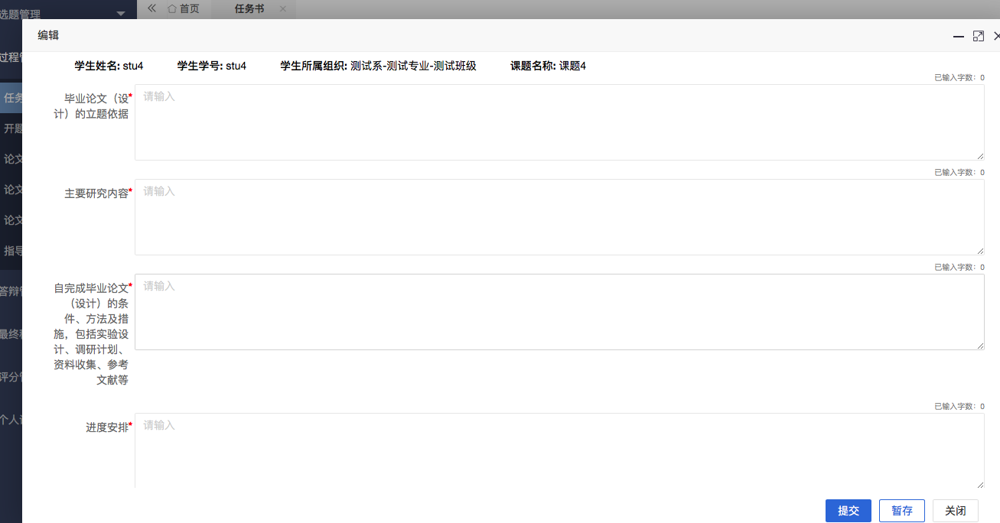 选题管理
首页
任务书
编辑
过程
任务
开题
论文
论文
论文
指导
答辩
最终
评分
个人
学生姓名: stu4
学生学号: stu4
学生所属组织: 测试系-测试专业-测试班级
课题名称: 课题4
已输入字数: 0
毕业论文（设
计）的立题依据*
请输入
已输入字数: 0
主要研究内容*
请输入
已输入字数: 0
自完成毕业论文*
（设计）的条
件、方法及措
施，包括实验设
计、调研计划、
资料收集、参考
文献等
请输入
已输入字数: 0
进度安排*
请输入
提交
暂存
关闭